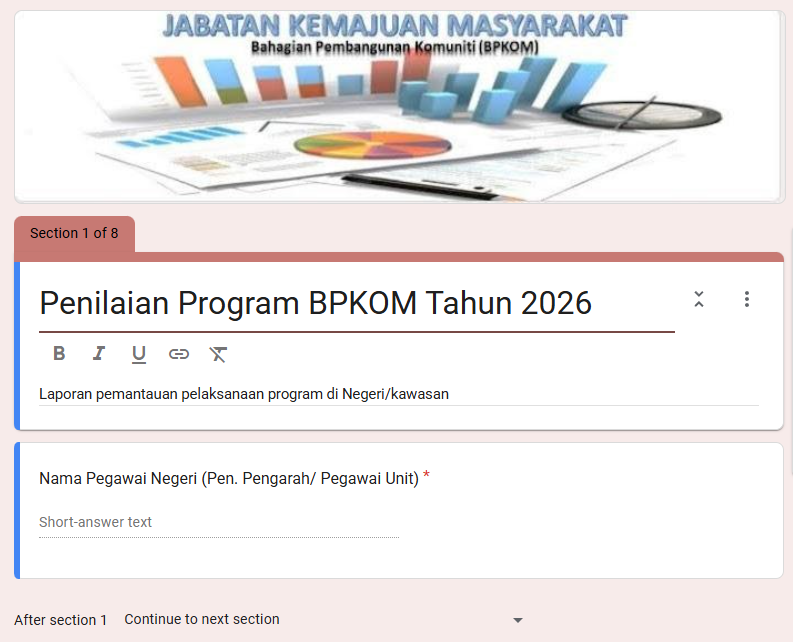 JABATAN KEMAJUAN MASYARAKAT
Bahagian Pembangunan Komuniti (BPKOM)
Section 1 of 8
Penilaian Program BPKOM Tahun 2026
B I U
Laporan pemantauan pelaksanaan program di Negeri/kawasan
Nama Pegawai Negeri (Pen. Pengarah/ Pegawai Unit) *
Short-answer text
After section 1 Continue to next section